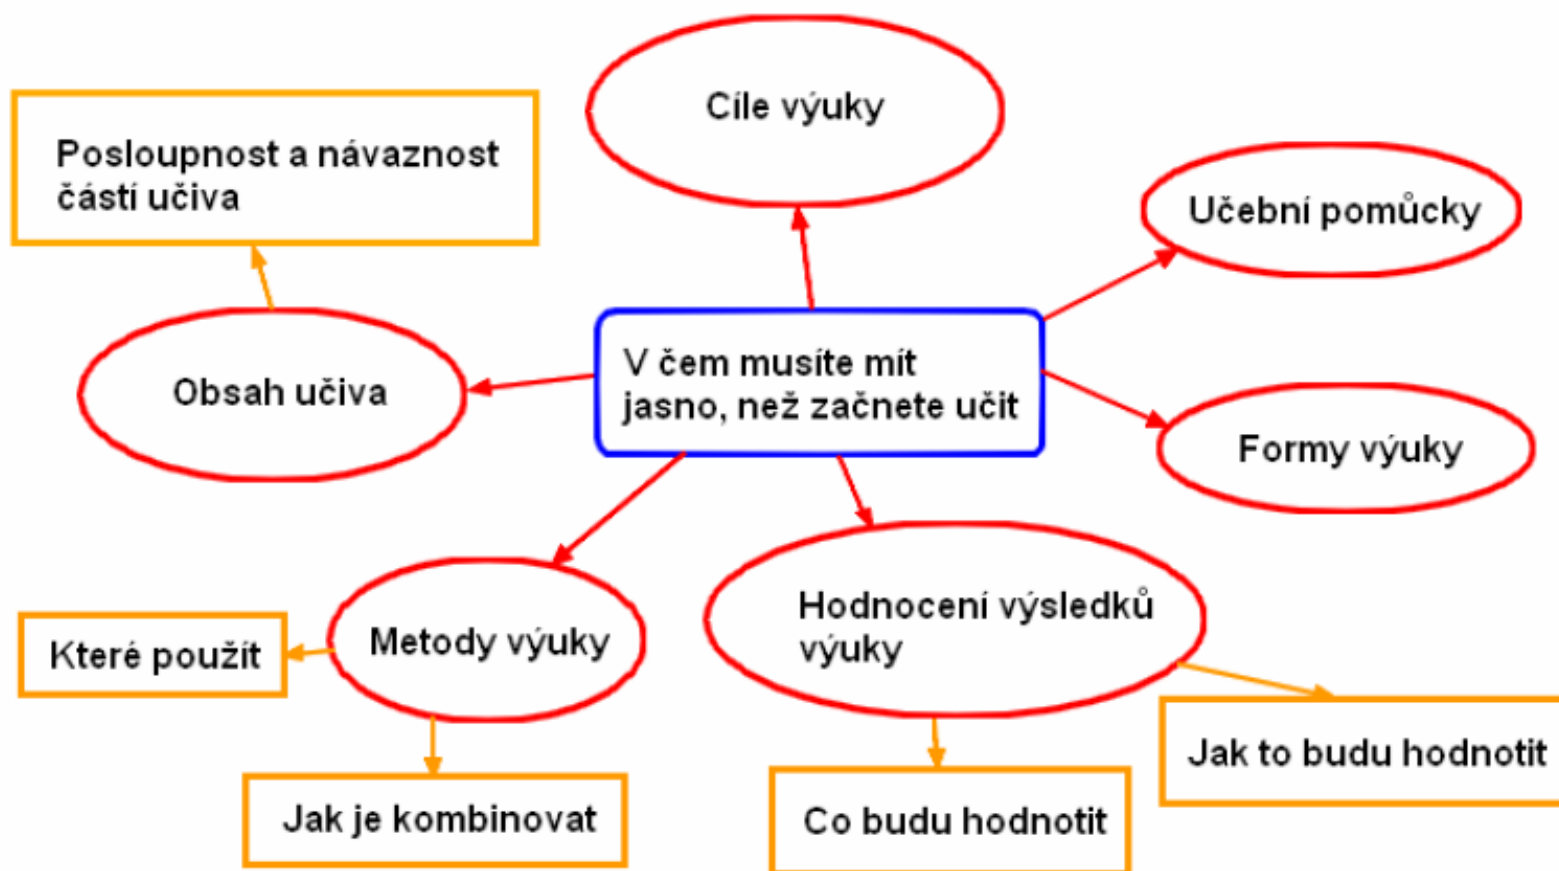 Cíle výuky
Posloupnost a návaznost
částí učiva
Učební pomůcky
V čem musíte mít
jasno, než začnete učit
Obsah učiva
Formy výuky
Hodnocení výsledků
výuky
Metody výuky
Které použít
Jak to budu hodnotit
Jak je kombinovat
Co budu hodnotit